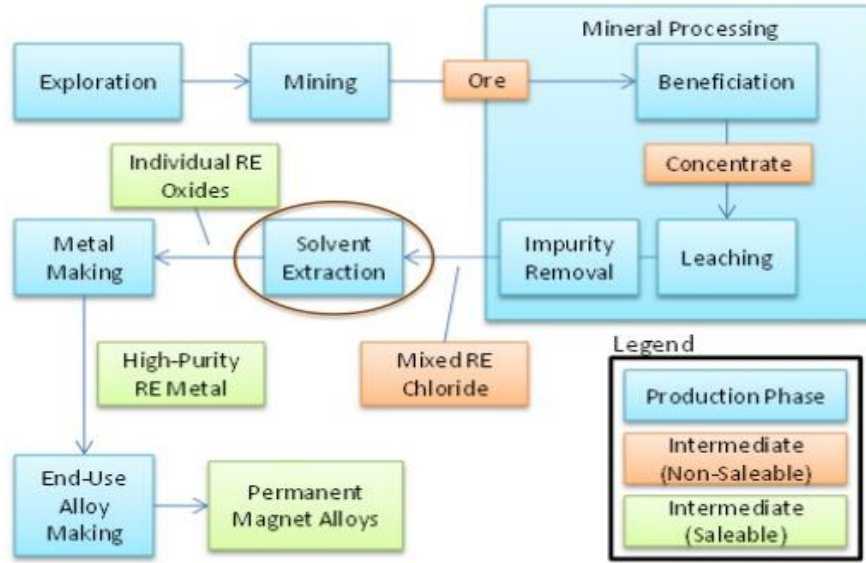 Mineral Processing
Exploration
Mining
Ore
Beneficiation
Concentrate
Individual RE
Oxides
Metal
Making
Solvent
Extraction
Impurity
Removal
Leaching
High-Purity
RE Metal
Mixed RE
Chloride
Legend
Production Phase
Intermediate
(Non-Saleable)
Intermediate
(Saleable)
End-Use
Alloy
Making
Permanent
Magnet Alloys